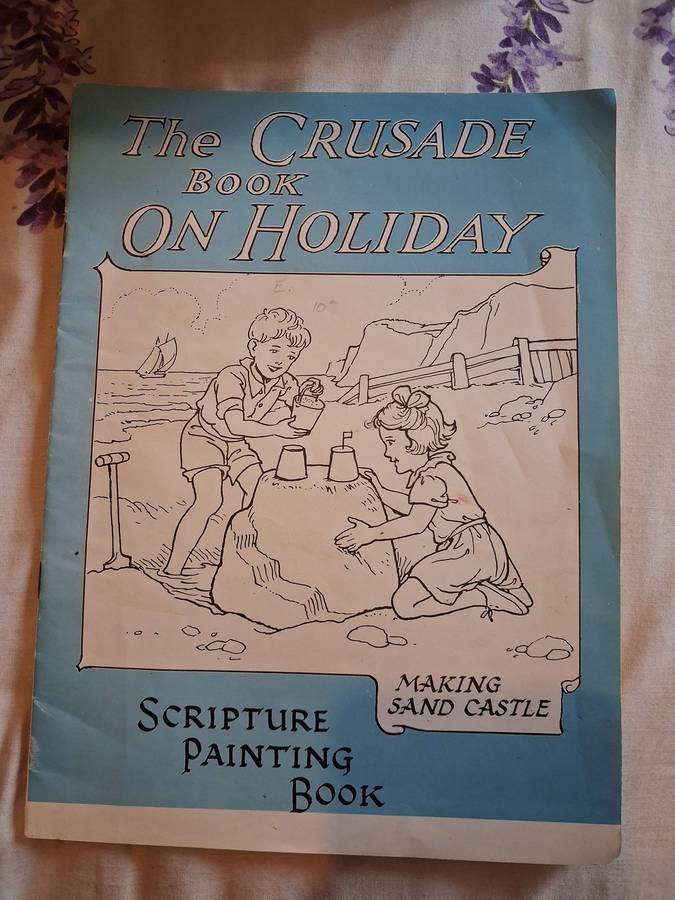 The CRUSADE
BOOK
ON HOLIDAY
E.
MAKING
SAND CASTLE
SCRIPTURE
PAINTING
BOOK